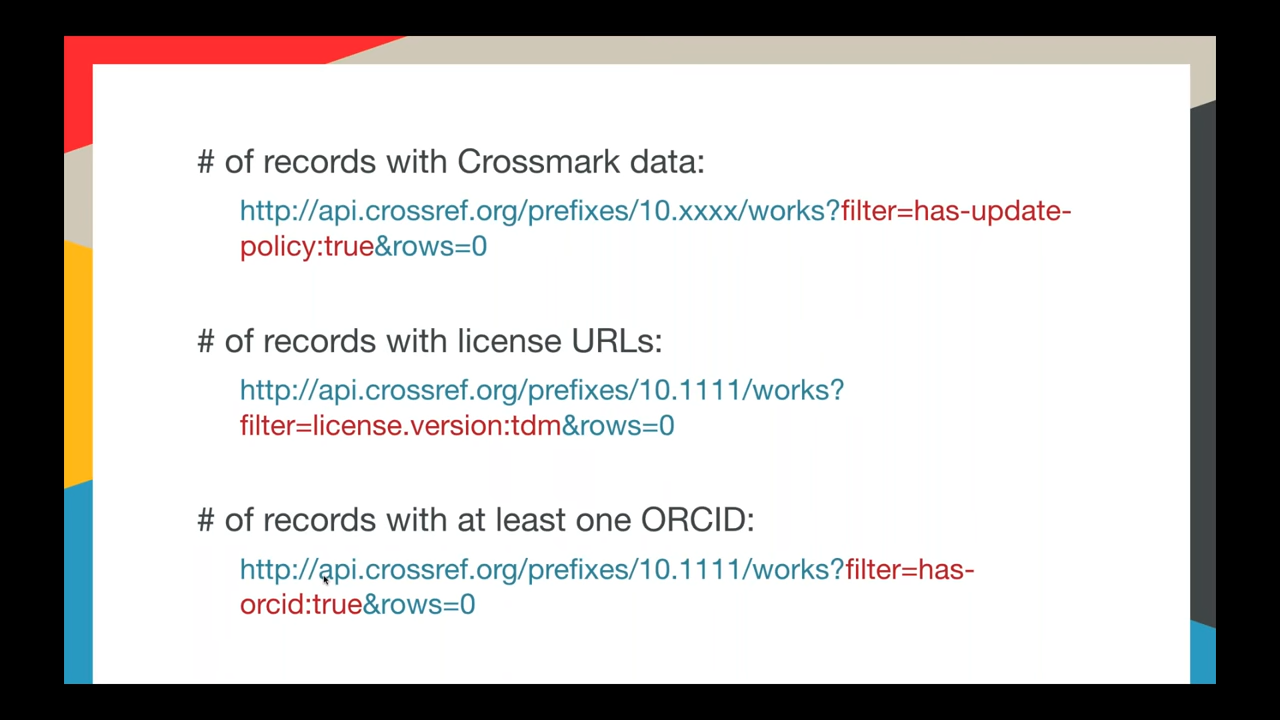 # of records with Crossmark data:
http://api.crossref.org/prefixes/10.xxxx/works?filter=has-update-
policy:true&rows=0
# of records with license URLs:
http://api.crossref.org/prefixes/10.1111/works?
filter=license.version:tdm&rows=0
# of records with at least one ORCID:
http://api.crossref.org/prefixes/10.1111/works?filter=has-
orcid:true&rows=0